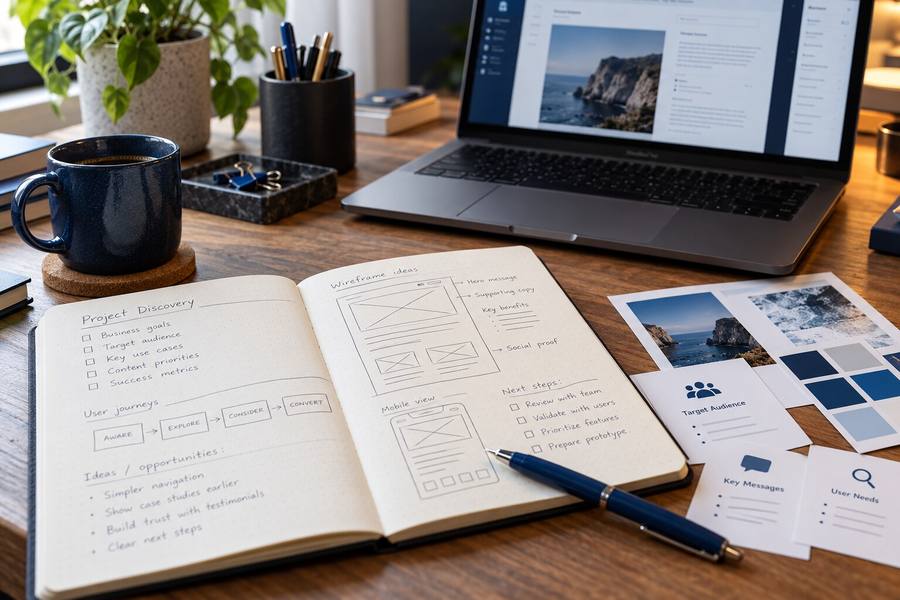 Project Discovery
Business goals
Target audience
Key use cases
Content priorities
Success metrics
User journeys
AWARE
EXPLORE
CONSIDER
CONVERT
Ideas / opportunities:
Simpler navigation
Show case studies earlier
Build trust with testimonials
Clear next steps
Wireframe ideas
Hero message
Supporting copy
Key benefits
Social proof
Mobile view
Next steps:
Review with team
Validate with users
Prioritize features
Prepare prototype
Target Audience
Key Messages
User Needs